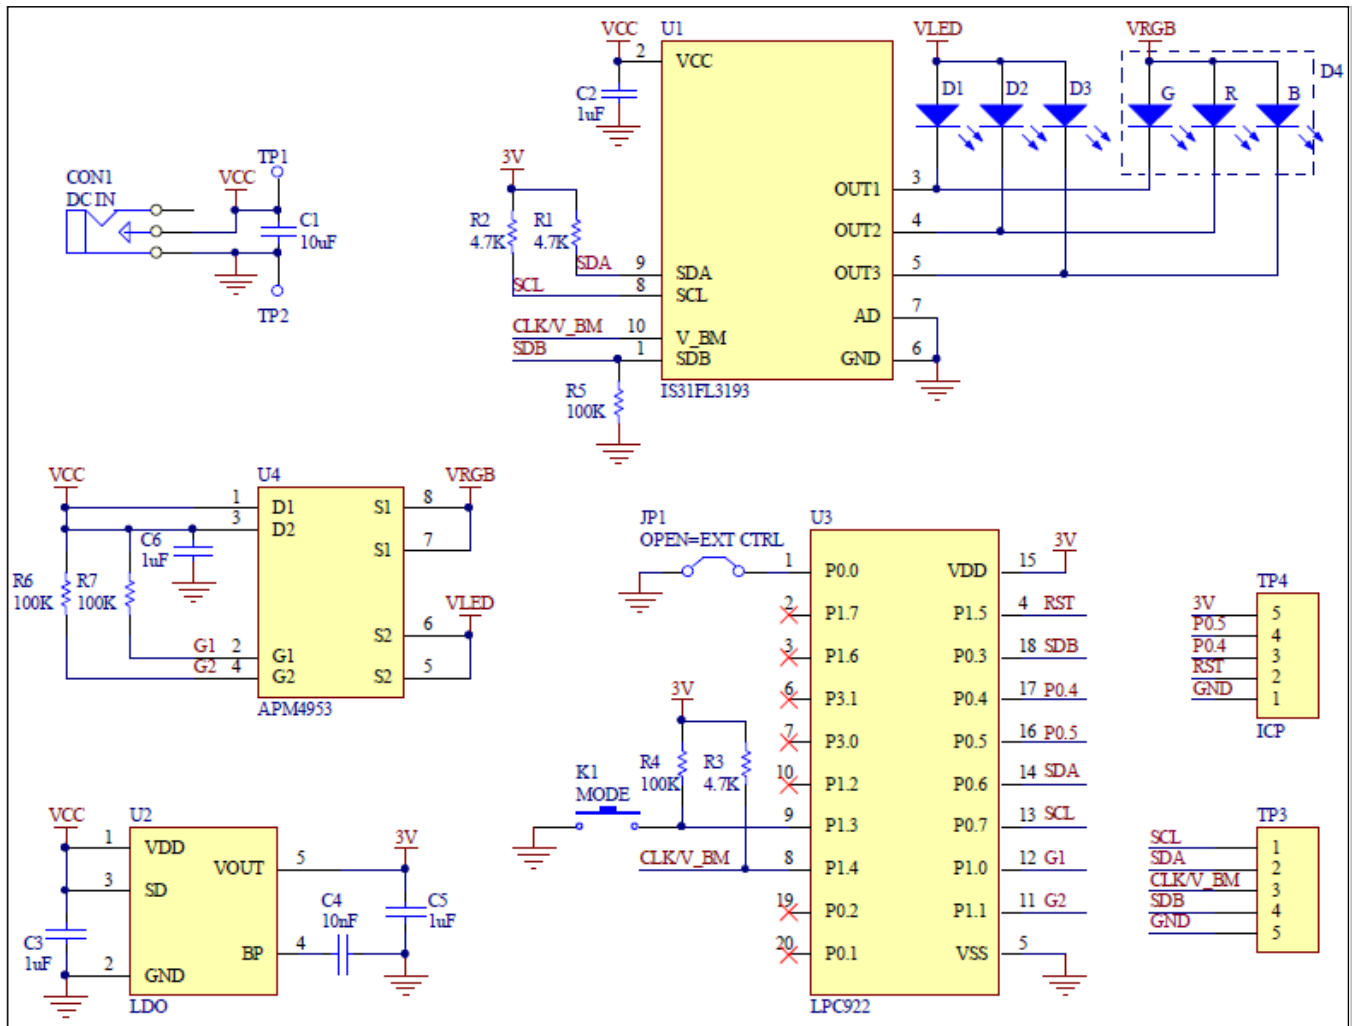 CON1
DC IN
VCC
TP1
C1
10uF
TP2
VCC
C2
1uF
U1
2 VCC
3V
R2
4.7K
R1
4.7K
SDA 9 SDA
SCL 8 SCL
CLK/V_BM 10 V_BM
SDB 1 SDB
R5
100K
OUT1 3
OUT2 4
OUT3 5
AD 7
GND 6
IS31FL3193
VLED
D1 D2 D3
VRGB
G R B
D4
VCC
U4
1 D1
3 D2
C6
1uF
R6
100K
R7
100K
G1 2 G1
G2 4 G2
S1 8
S1 7
S2 6
S2 5
VRGB
VLED
APM4953
VCC
U2
1 VDD
3 SD
2 GND
VOUT 5
BP 4
3V
C3
1uF
C4
10nF
C5
1uF
LDO
JP1
OPEN=EXT CTRL
U3
1 P0.0
2 P1.7
3 P1.6
6 P3.1
7 P3.0
10 P1.2
9 P1.3
8 P1.4
19 P0.2
20 P0.1
3V
R4
100K
R3
4.7K
K1
MODE
CLK/V_BM
VDD 15 3V
P1.5 4 RST
P0.3 18 SDB
P0.4 17 P0.4
P0.5 16 P0.5
P0.6 14 SDA
P0.7 13 SCL
P1.0 12 G1
P1.1 11 G2
VSS 5
LPC922
TP4
3V 5
P0.5 4
P0.4 3
RST 2
GND 1
ICP
TP3
SCL 1
SDA 2
CLK/V_BM 3
SDB 4
GND 5